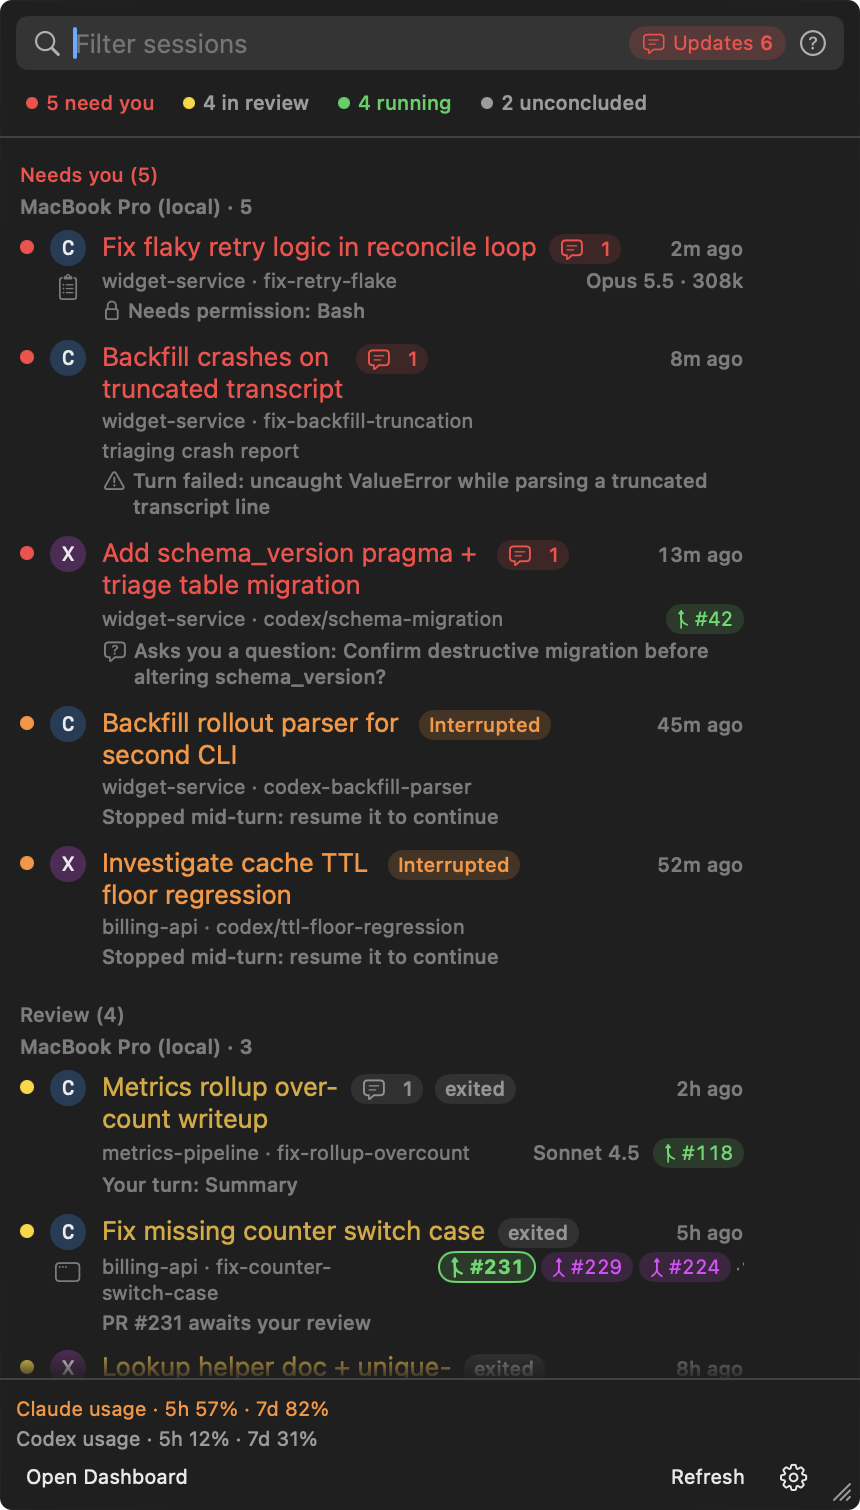 Filter sessions
Updates 6
?
5 need you
4 in review
4 running
2 unconcluded
Needs you (5)
MacBook Pro (local) · 5
C
Fix flaky retry logic in reconcile loop
1
2m ago
widget-service · fix-retry-flake
Opus 5.5 · 308k
Needs permission: Bash
C
Backfill crashes on
truncated transcript
1
8m ago
widget-service · fix-backfill-truncation
triaging crash report
Turn failed: uncaught ValueError while parsing a truncated
transcript line
X
Add schema_version pragma +
triage table migration
1
13m ago
widget-service · codex/schema-migration
#42
Asks you a question: Confirm destructive migration before
altering schema_version?
C
Backfill rollout parser for
second CLI
Interrupted
45m ago
widget-service · codex-backfill-parser
Stopped mid-turn: resume it to continue
X
Investigate cache TTL
floor regression
Interrupted
52m ago
billing-api · codex/ttl-floor-regression
Stopped mid-turn: resume it to continue
Review (4)
MacBook Pro (local) · 3
C
Metrics rollup over-
count writeup
1
exited
2h ago
metrics-pipeline · fix-rollup-overcount
Sonnet 4.5
#118
Your turn: Summary
C
Fix missing counter switch case
exited
5h ago
billing-api · fix-counter-
switch-case
#231
#229
#224
PR #231 awaits your review
X
Lookup helper doc + unique-
exited
8h ago
Claude usage · 5h 57% · 7d 82%
Codex usage · 5h 12% · 7d 31%
Open Dashboard
Refresh